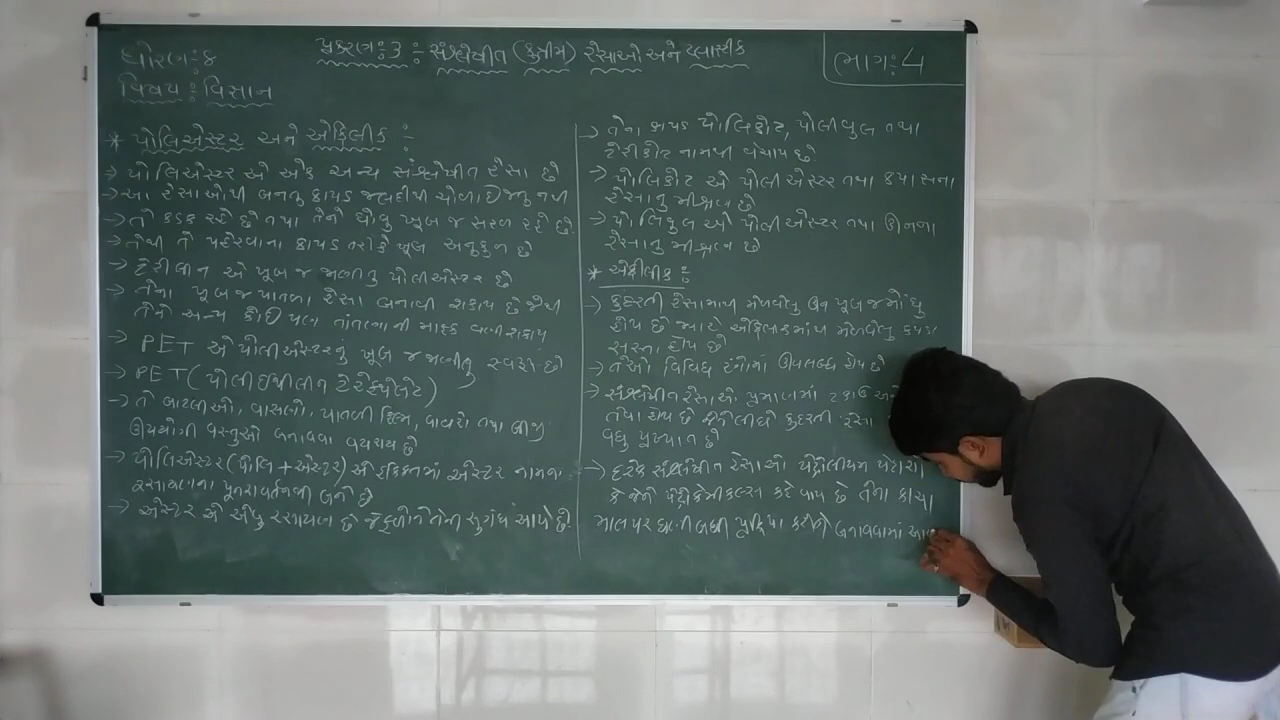 ધોરણ:૮
પ્રકરણ:3 : સંશ્લેષીત (કુત્રીમ) રેસાઓ અને પ્લાસ્ટીક
ભાગ:4
વિષય : વિજ્ઞાન
* પોલિએસ્ટર અને એક્રિલીક :-
→ પોલિએસ્ટર એ એક અન્ય સંશ્લેષીત રેસા છે
→ આ રેસાઓથી બનતુ કાપડ જલદીથી ચોળાઈ જતુ નથી
→ તે કડક રહે છે તથા તેને ધોવુ ખૂબ જ સરળ રહે છે
→ તેથી તે પહેરવાના કાપડ તરીકે ખૂબ અનુકુળ છે
→ ટેરીલીન એ ખૂબ જ જાણીતુ પોલીએસ્ટર છે
→ તેના ખૂબ જ પાતળા રેસા બનાવી શકાય છે જેથી
તેને અન્ય કોઈ પણ તાંતણાની માફક વણી શકાય
→ PET એ પોલીએસ્ટરનું ખૂબ જ જાણીતુ સ્વરૂપ છે
→ PET (પોલીઈથીલીન ટેરેફ્થેલેટ)
→ તે બાટલીઓ, વાસણો, પાતળી ફિલ્મ, વાયરો તથા બીજી
ઊપયોગી વસ્તુઓ બનાવવા વપરાય છે
→ પોલિએસ્ટર (પોલિ + એસ્ટર) એ હકિકતમાં એસ્ટર નામના
રસાયણના પૂનરાવર્તનથી બને છે
→ એસ્ટર એ એવુ રસાયણ છે જે ફળોને તેની સુગંધ આપે છે.
→ તેના કાપડ પોલિકોટ, પોલીવુલ તથા
ટેરીકોટ નામથી વેચાય છે.
→ પોલિકોટ એ પોલીએસ્ટર તથા કપાસના
રેસાનુ મીશ્રણ છે
→ પોલિવુલ એ પોલીએસ્ટર તથા ઊનના
રેસાનુ મીશ્રણ છે
* એક્રીલીક :
→ કુદરતી રેસામાંથી મેળવેલુ ઊન ખૂબ જ મોંઘુ
હોય છે માટે એક્રિલીકમાંથી મેળવેલુ કપડા
સસ્તા હોય છે
→ તેઓ વિવિધ રંગોમાં ઊપલબ્ધ હોય છે
→ સંશ્લેષીત રેસાઓ પ્રમાણમાં ટકાઉ અને
તેવા હોય છે જેને લીધે કુદરતી રેસા
વધુ પ્રખ્યાત છે
→ દરેક સંશ્લેષીત રેસાઓ પેટ્રોલીયમ પેદાશો
કે જેને પેટ્રોકેમીકલ્સ કહેવાય છે તેના કાચા
માલ પર ઘણી બધી પ્રક્રિયા કરીને બનાવવામાં